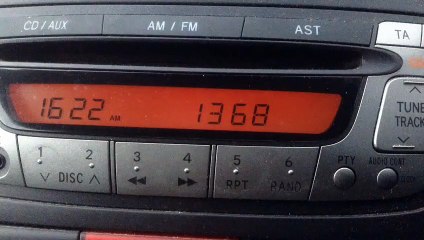 CD/AUX AM/FM AST TA
1622 AM 1368
TUNE
TRACK
1 2 3 4 5 6 PTY AUDIO CONT
DISC RPT RAND